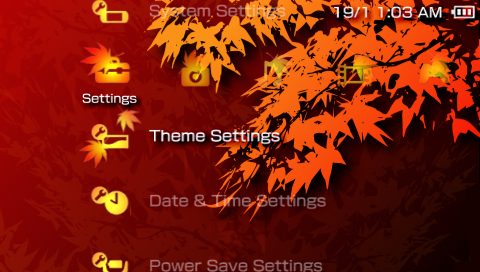 System Settings
19/1 1:03 AM
Settings
Theme Settings
Date & Time Settings
Power Save Settings